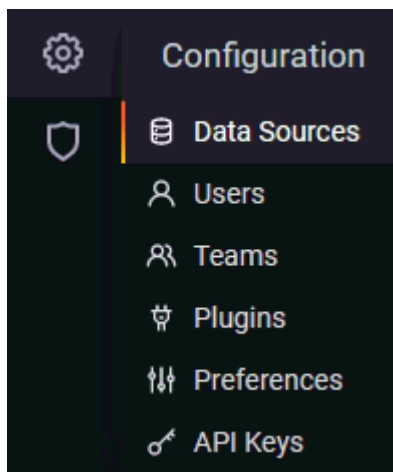 Configuration
Data Sources
Users
Teams
Plugins
Preferences
API Keys